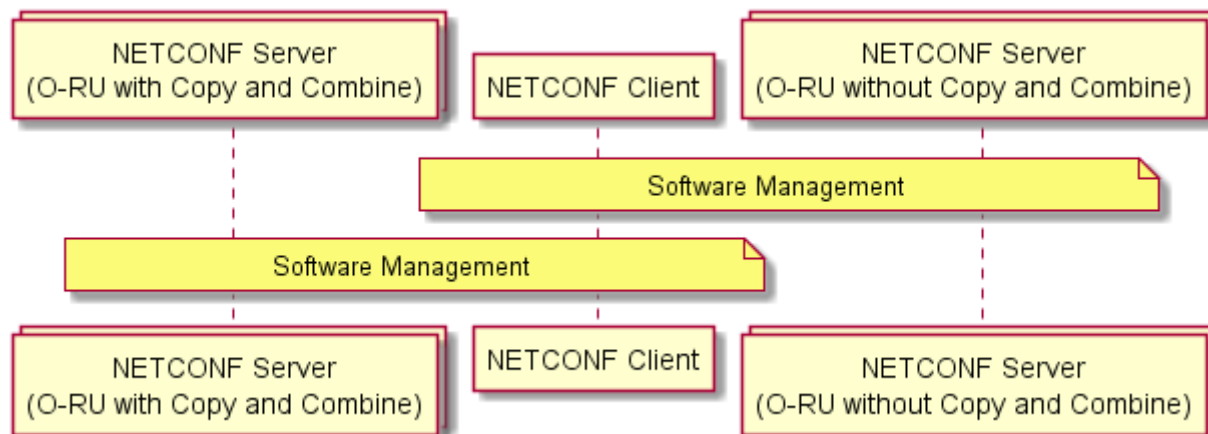 NETCONF Server
(O-RU with Copy and Combine)
NETCONF Client
NETCONF Server
(O-RU without Copy and Combine)
Software Management
Software Management
NETCONF Server
(O-RU with Copy and Combine)
NETCONF Client
NETCONF Server
(O-RU without Copy and Combine)